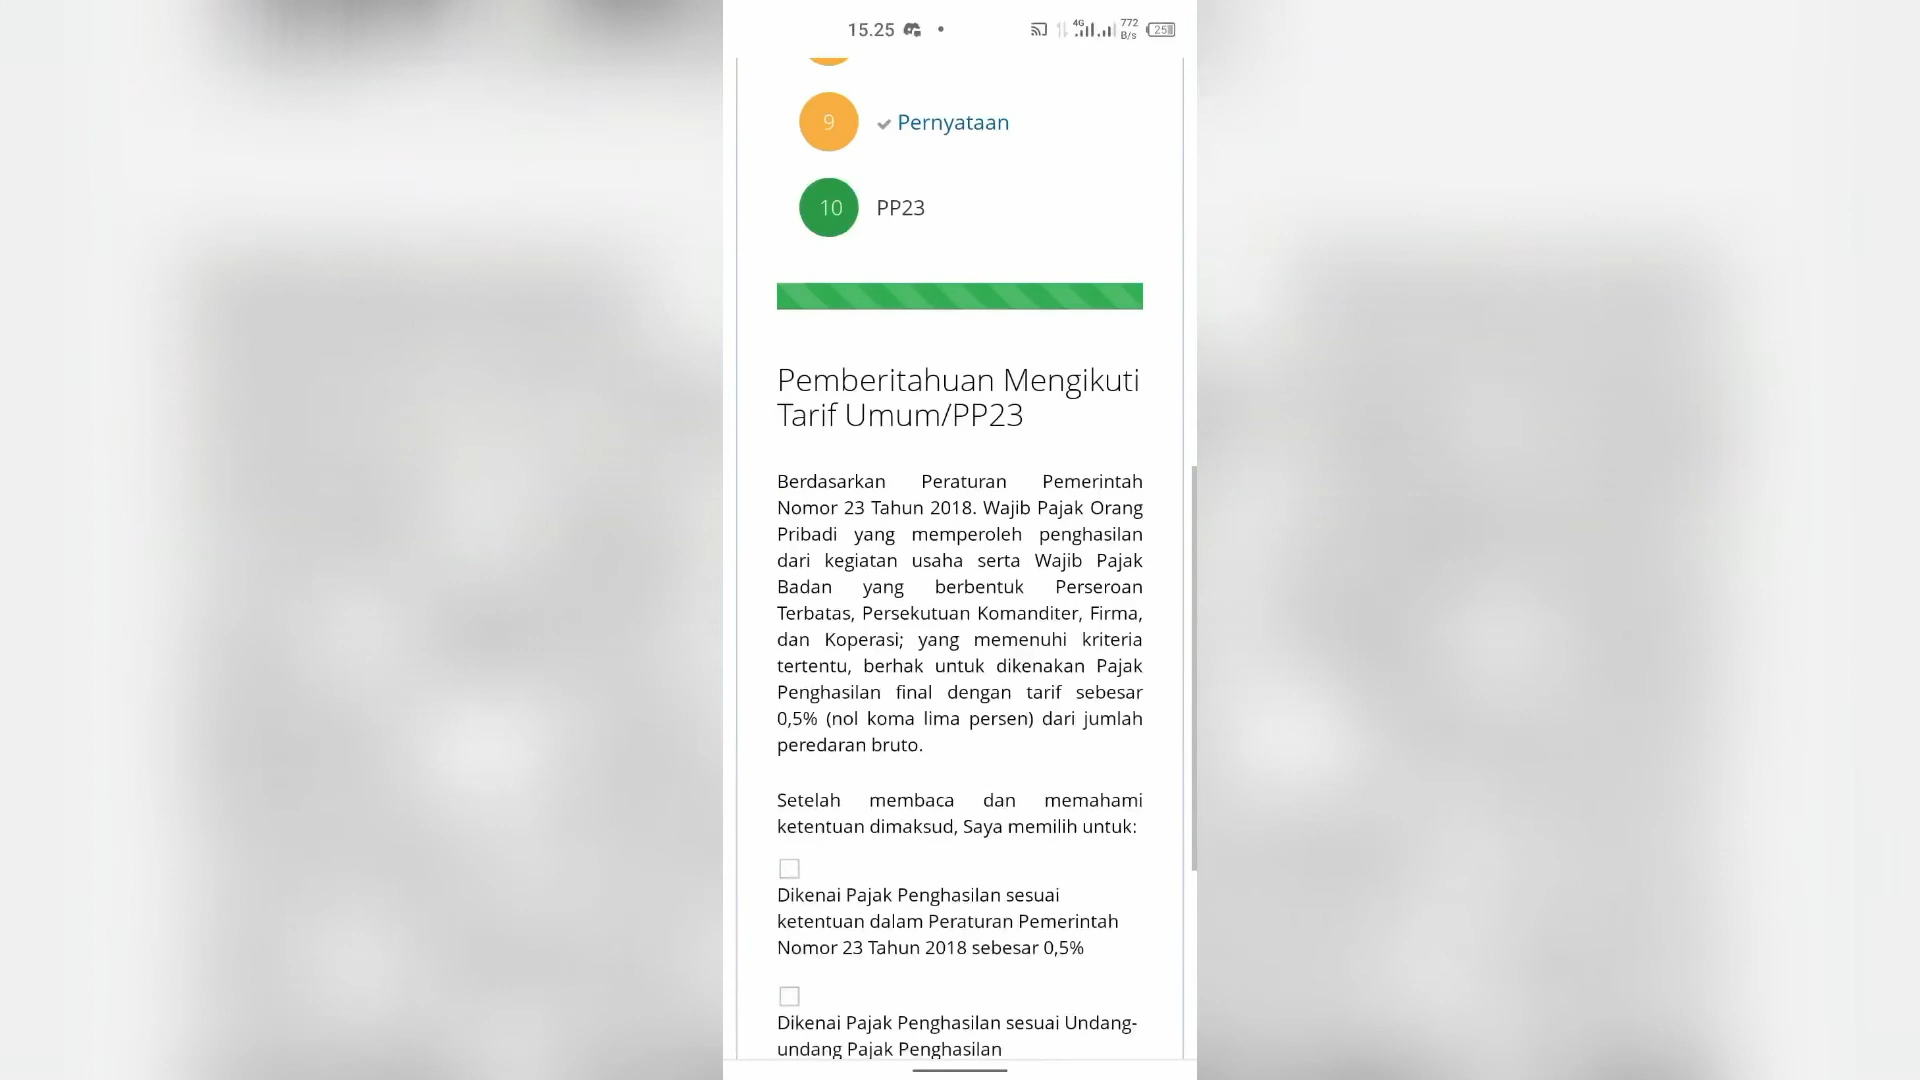 15.25
4G
772
B/s
25
9
Pernyataan
10
PP23
Pemberitahuan Mengikuti
Tarif Umum/PP23
Berdasarkan Peraturan Pemerintah
Nomor 23 Tahun 2018. Wajib Pajak Orang
Pribadi yang memperoleh penghasilan
dari kegiatan usaha serta Wajib Pajak
Badan yang berbentuk Perseroan
Terbatas, Persekutuan Komanditer, Firma,
dan Koperasi; yang memenuhi kriteria
tertentu, berhak untuk dikenakan Pajak
Penghasilan final dengan tarif sebesar
0,5% (nol koma lima persen) dari jumlah
peredaran bruto.
Setelah membaca dan memahami
ketentuan dimaksud, Saya memilih untuk:
Dikenai Pajak Penghasilan sesuai
ketentuan dalam Peraturan Pemerintah
Nomor 23 Tahun 2018 sebesar 0,5%
Dikenai Pajak Penghasilan sesuai Undang-
undang Pajak Penghasilan